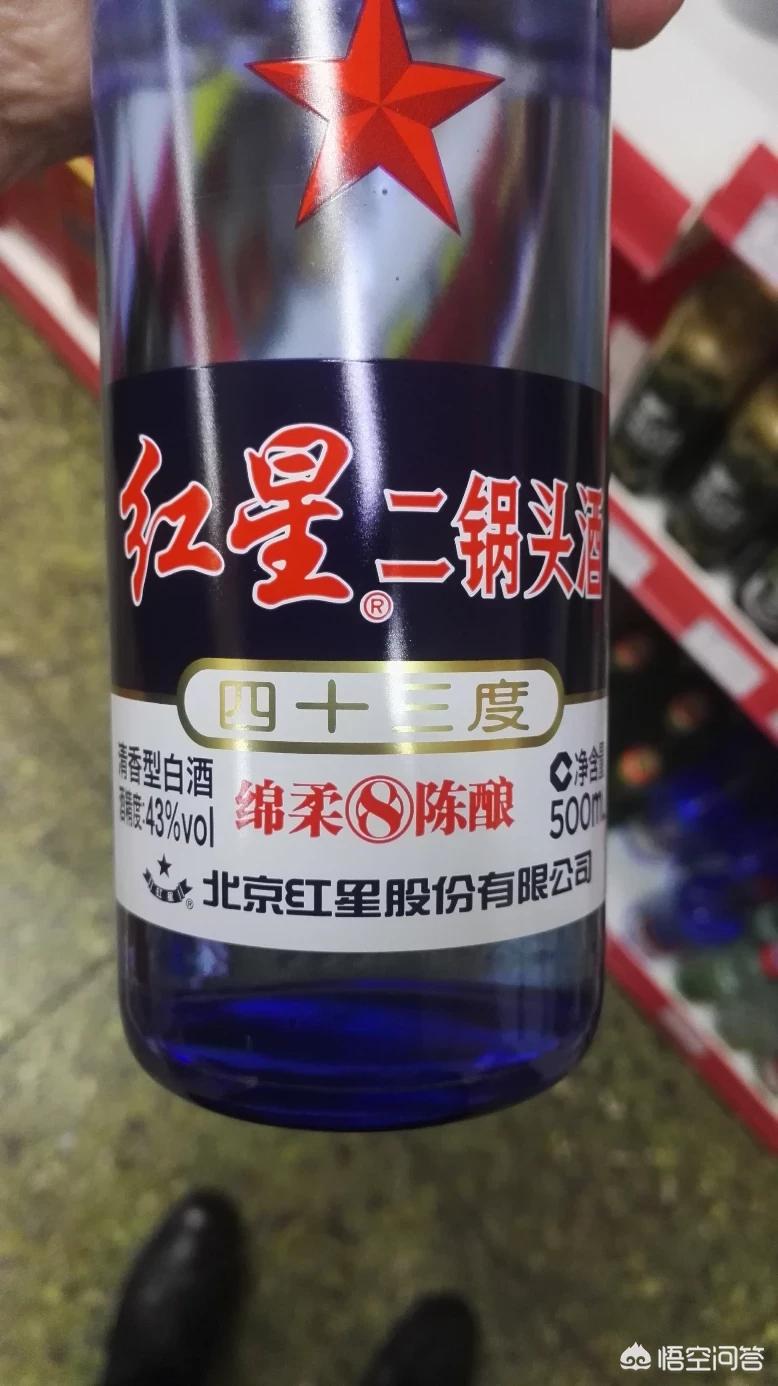 红星®二锅头酒
四十三度
清香型白酒
酒精度:43%vol
绵柔8陈酿
净含量
500mL
北京红星股份有限公司
悟空问答